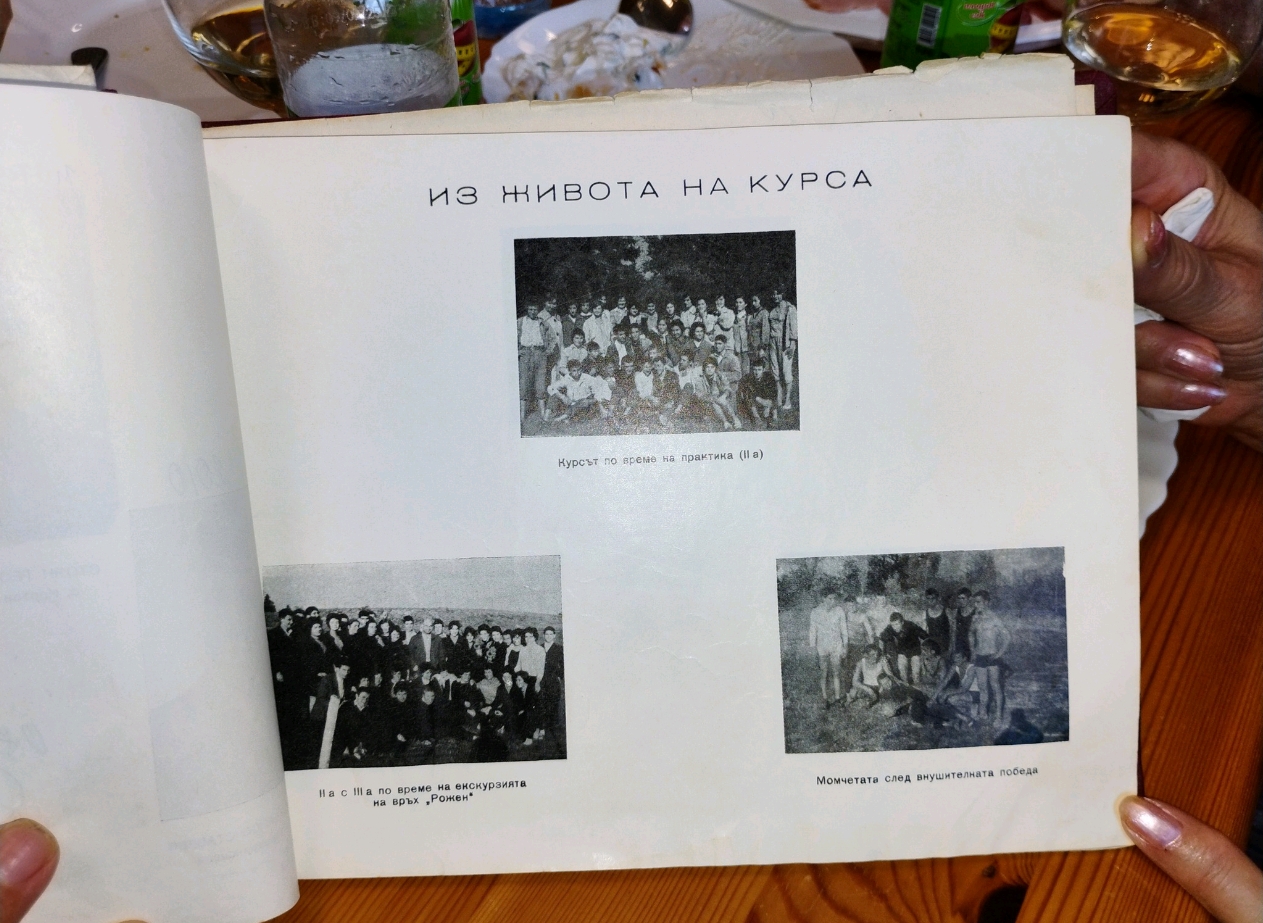 ИЗ ЖИВОТА НА КУРСА
Курсът по време на практика (II а)
II а с III а по време на екскурзията
на връх „Рожен“
Момчетата след внушителната победа